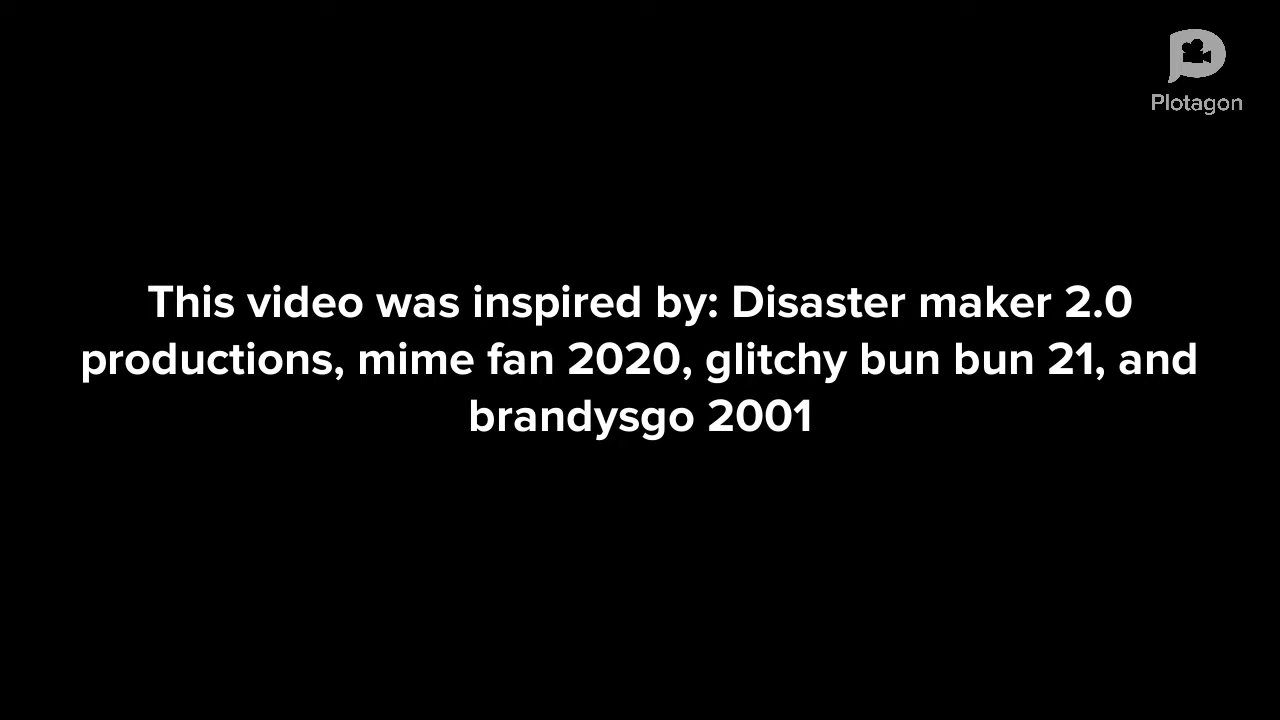 Plotagon
This video was inspired by: Disaster maker 2.0
productions, mime fan 2020, glitchy bun bun 21, and
brandysgo 2001